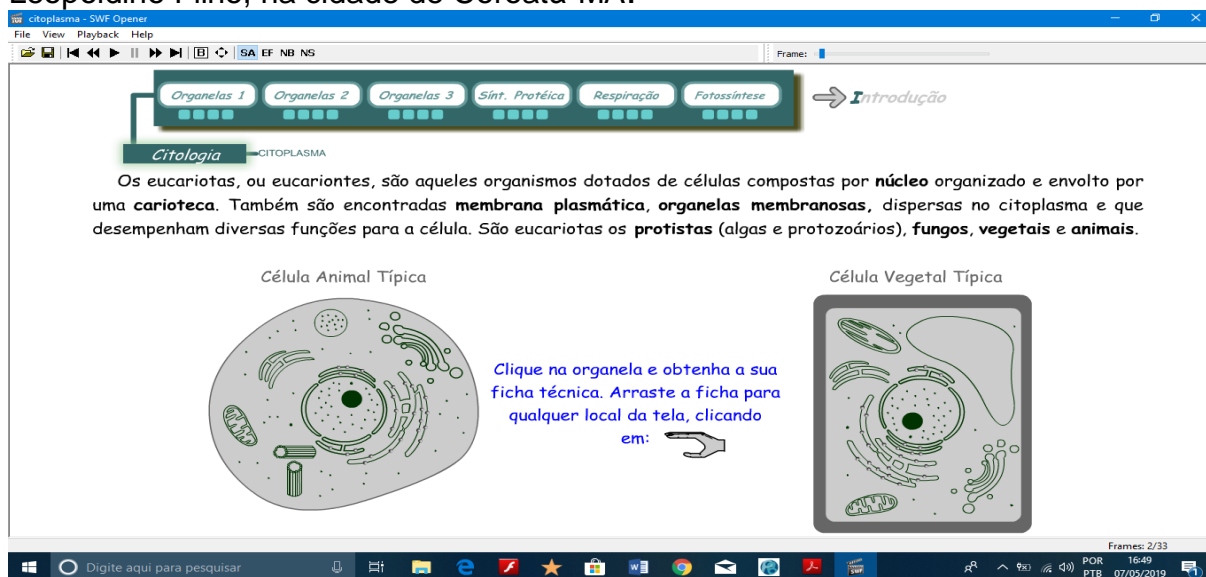 Leopoldino Filho, na cidade de Coroatá-MA.
citoplasma - SWF Opener
File View Playback Help
B SA EF NB NS Frame:
Organelas 1 Organelas 2 Organelas 3 Sínt. Protéica Respiração Fotossíntese
Introdução
Citologia CITOPLASMA
Os eucariotas, ou eucariontes, são aqueles organismos dotados de células compostas por núcleo organizado e envolto por
uma carioteca. Também são encontradas membrana plasmática, organelas membranosas, dispersas no citoplasma e que
desempenham diversas funções para a célula. São eucariotas os protistas (algas e protozoários), fungos, vegetais e animais.
Célula Animal Típica
Célula Vegetal Típica
Clique na organela e obtenha a sua
ficha técnica. Arraste a ficha para
qualquer local da tela, clicando
em:
Frames: 2/33
Digite aqui para pesquisar
POR 16:49
PTB 07/05/2019